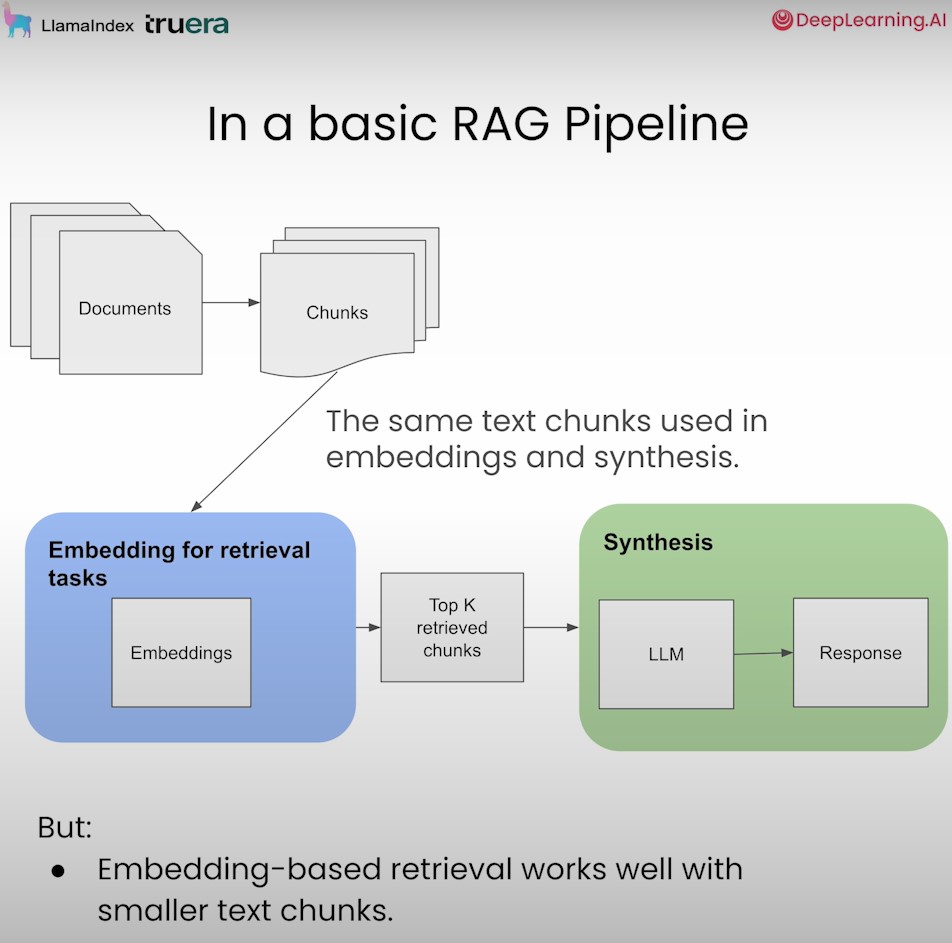 LlamaIndex truera
DeepLearning.AI
In a basic RAG Pipeline
Documents
Chunks
The same text chunks used in
embeddings and synthesis.
Embedding for retrieval
tasks
Embeddings
Top K
retrieved
chunks
Synthesis
LLM
Response
But:
● Embedding-based retrieval works well with
smaller text chunks.